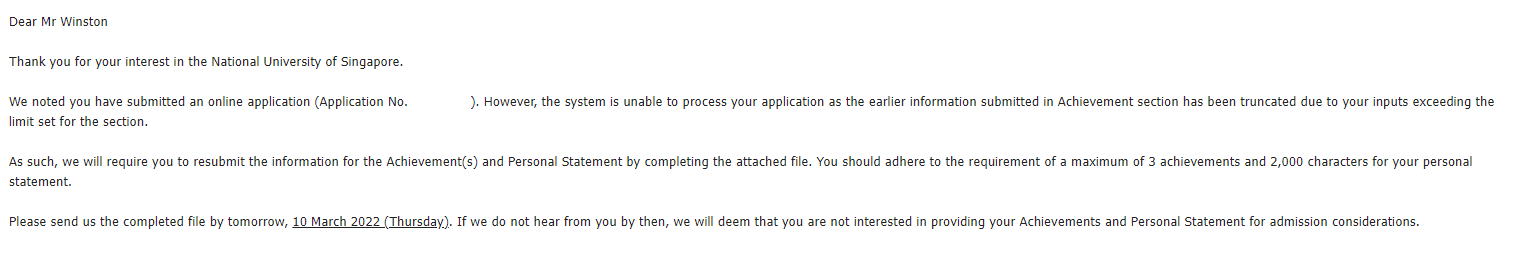 Dear Mr Winston
Thank you for your interest in the National University of Singapore.
We noted you have submitted an online application (Application No. ). However, the system is unable to process your application as the earlier information submitted in Achievement section has been truncated due to your inputs exceeding the
limit set for the section.
As such, we will require you to resubmit the information for the Achievement(s) and Personal Statement by completing the attached file. You should adhere to the requirement of a maximum of 3 achievements and 2,000 characters for your personal
statement.
Please send us the completed file by tomorrow, 10 March 2022 (Thursday). If we do not hear from you by then, we will deem that you are not interested in providing your Achievements and Personal Statement for admission considerations.